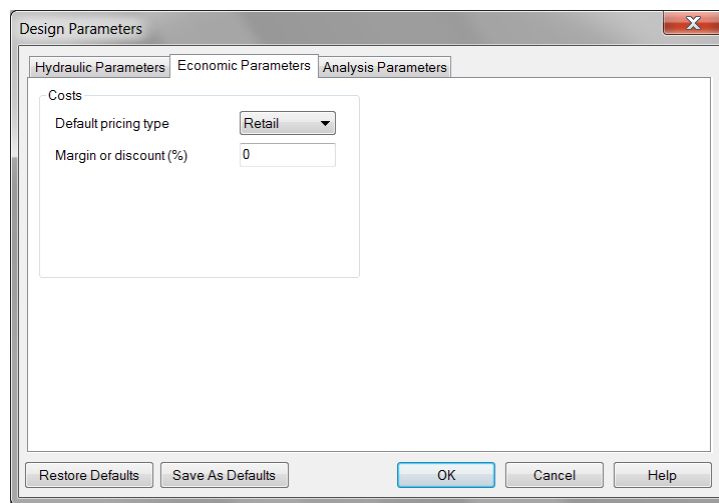 Design Parameters
Hydraulic Parameters Economic Parameters Analysis Parameters
Costs
Default pricing type Retail
Margin or discount (%) 0
Restore Defaults Save As Defaults OK Cancel Help